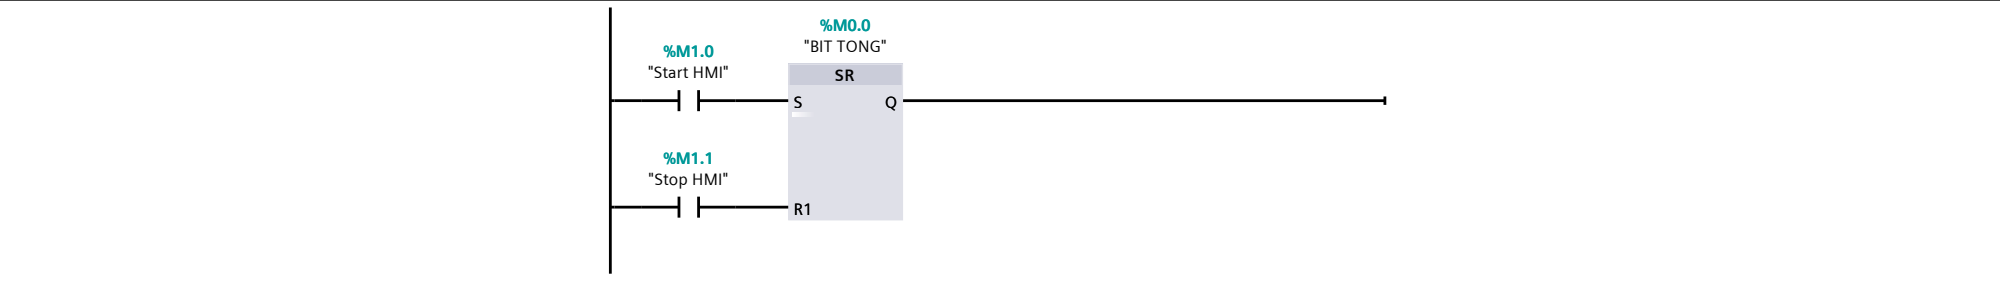 %M0.0
"BIT TONG"
%M1.0
"Start HMI"
SR
S
Q
%M1.1
"Stop HMI"
R1